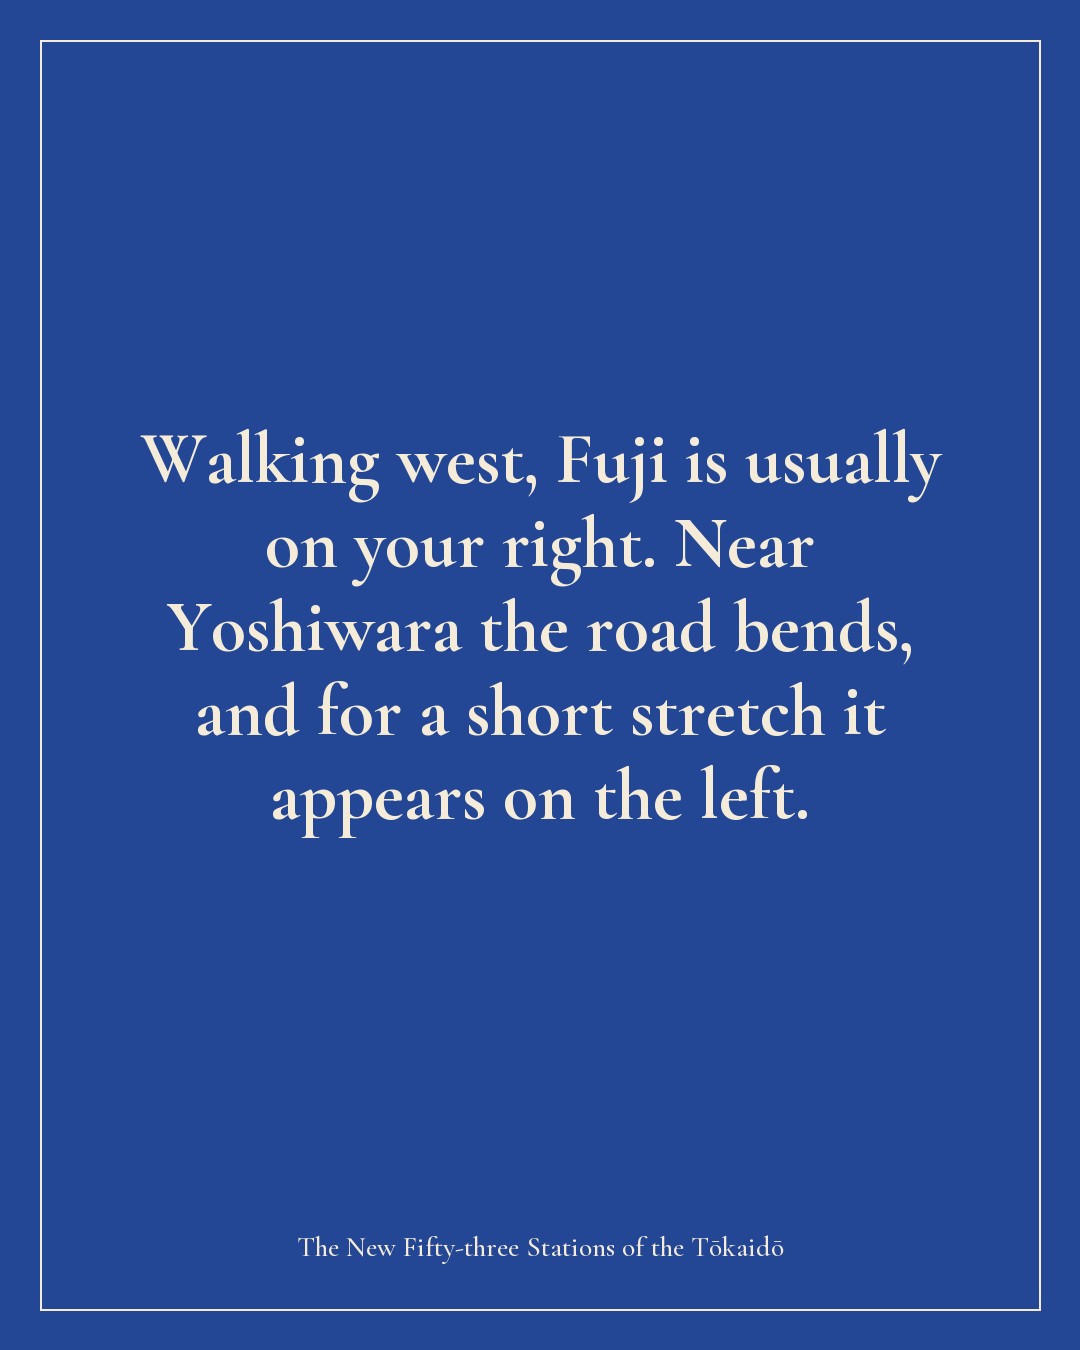 Walking west, Fuji is usually
on your right. Near
Yoshiwara the road bends,
and for a short stretch it
appears on the left.
The New Fifty-three Stations of the Tōkaidō